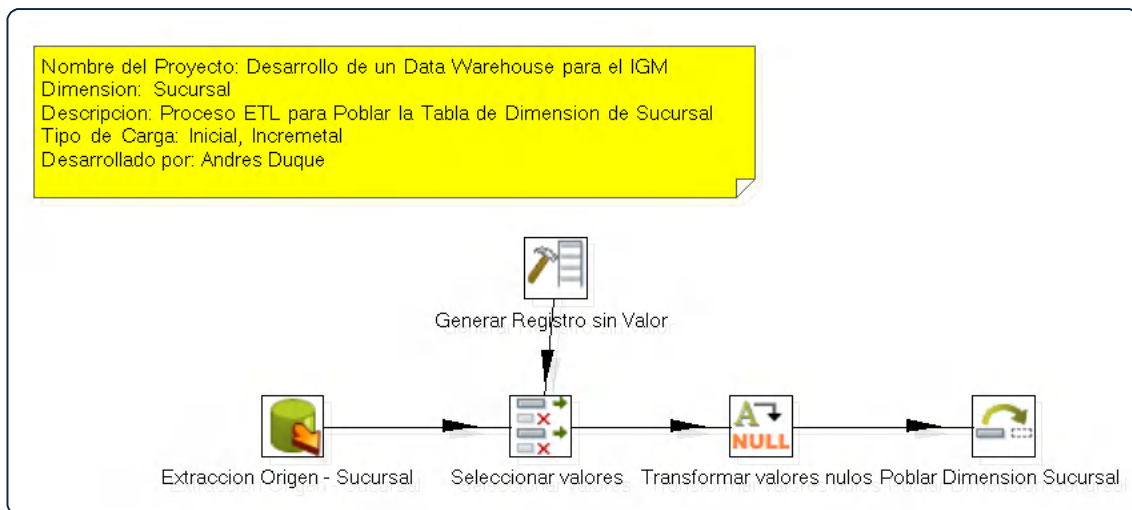 Nombre del Proyecto: Desarrollo de un Data Warehouse para el IGM
Dimension: Sucursal
Descripcion: Proceso ETL para Poblar la Tabla de Dimension de Sucursal
Tipo de Carga: Inicial, Incremetal
Desarrollado por: Andres Duque
Generar Registro sin Valor
A
NULL
Extraccion Origen - Sucursal
Seleccionar valores
Transformar valores nulos
Poblar Dimension Sucursal